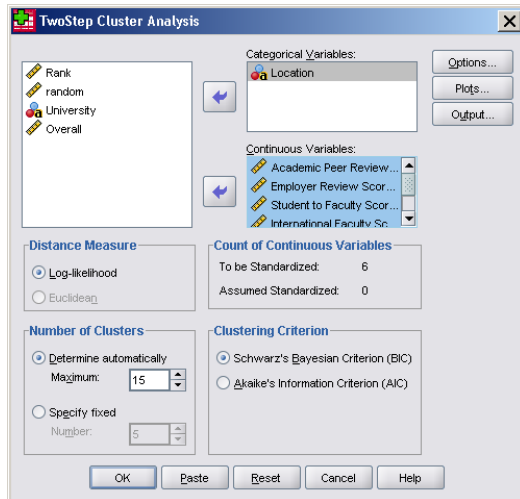 TwoStep Cluster Analysis
Rank
random
University
Overall
Categorical Variables:
Location
Options...
Plots...
Output...
Continuous Variables:
Academic Peer Review...
Employer Review Scor...
Student to Faculty Scor...
International Faculty Sc...
Distance Measure
Log-likelihood
Euclidean
Count of Continuous Variables
To be Standardized: 6
Assumed Standardized: 0
Number of Clusters
Determine automatically
Maximum: 15
Specify fixed
Number: 5
Clustering Criterion
Schwarz's Bayesian Criterion (BIC)
Akaike's Information Criterion (AIC)
OK Paste Reset Cancel Help